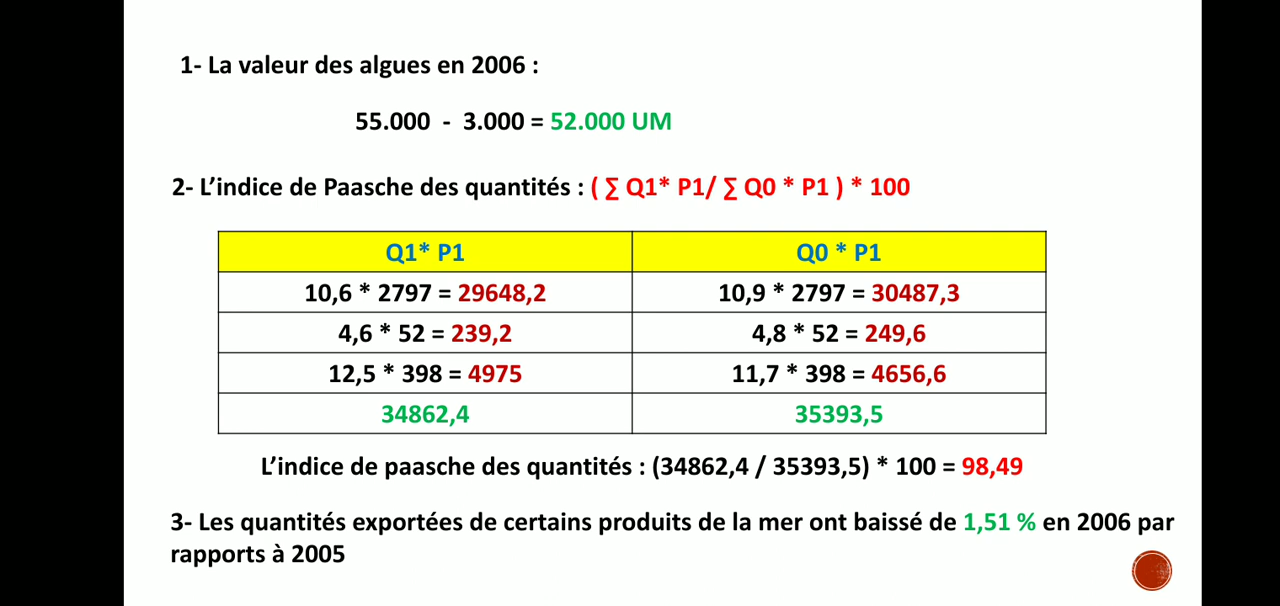 1- La valeur des algues en 2006 :
55.000 - 3.000 = 52.000 UM
2- L’indice de Paasche des quantités : ( ∑ Q1* P1/ ∑ Q0 * P1 ) * 100
Q1* P1 Q0 * P1
10,6 * 2797 = 29648,2 10,9 * 2797 = 30487,3
4,6 * 52 = 239,2 4,8 * 52 = 249,6
12,5 * 398 = 4975 11,7 * 398 = 4656,6
34862,4 35393,5
L’indice de paasche des quantités : (34862,4 / 35393,5) * 100 = 98,49
3- Les quantités exportées de certains produits de la mer ont baissé de 1,51 % en 2006 par
rapports à 2005